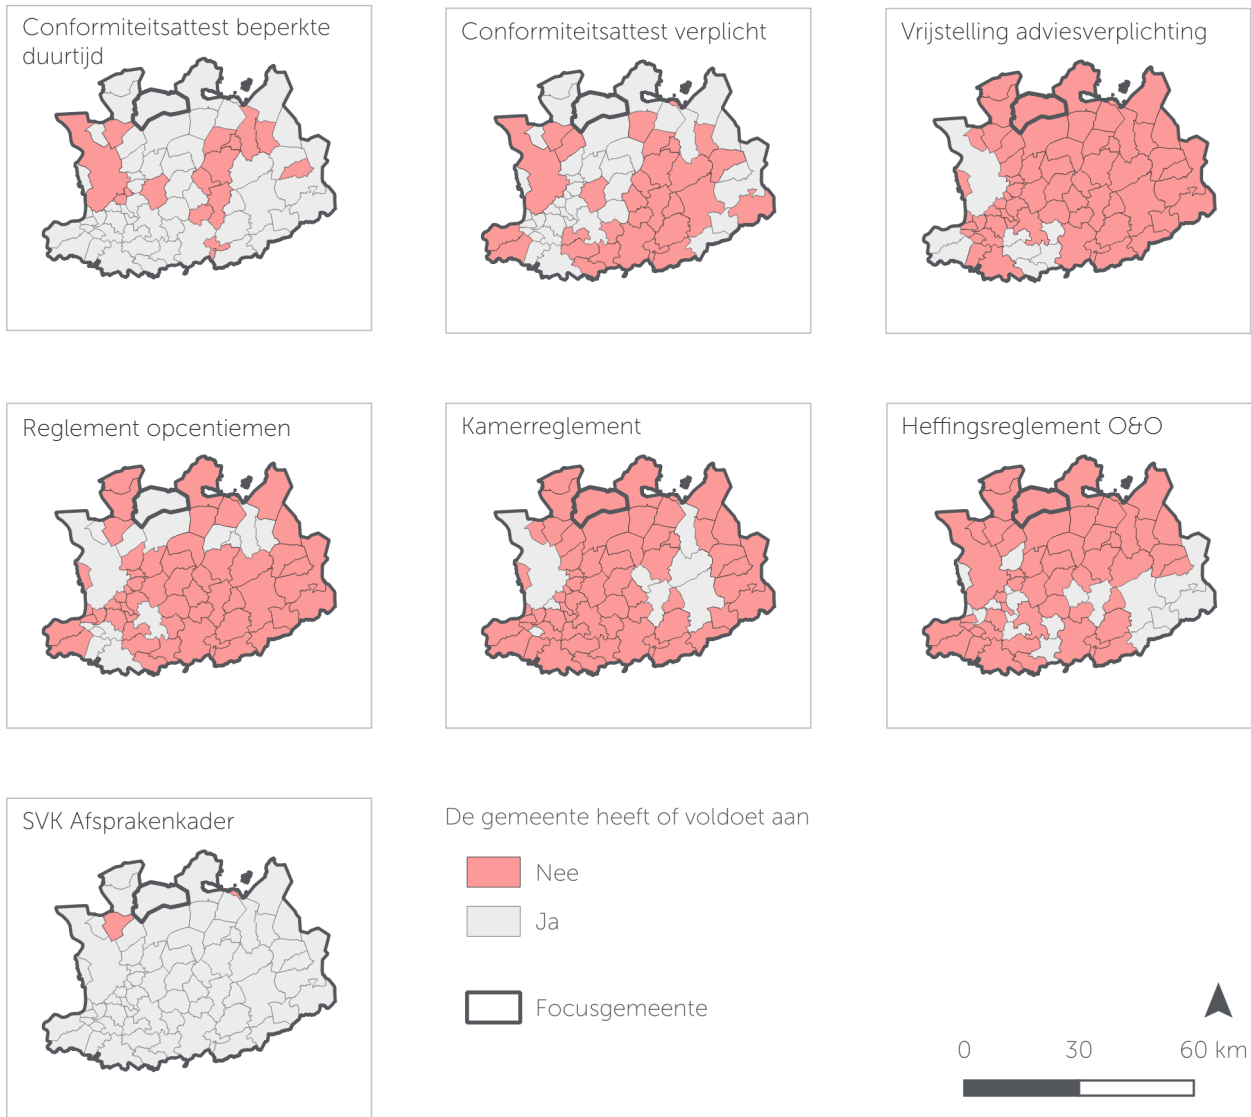 Conformiteitsattest beperkte
duurtijd
Conformiteitsattest verplicht
Vrijstelling adviesverplichting
Reglement opcentiemen
Kamerreglement
Heffingsreglement O&O
SVK Afsprakenkader
De gemeente heeft of voldoet aan
Nee
Ja
Focusgemeente
0 30 60 km